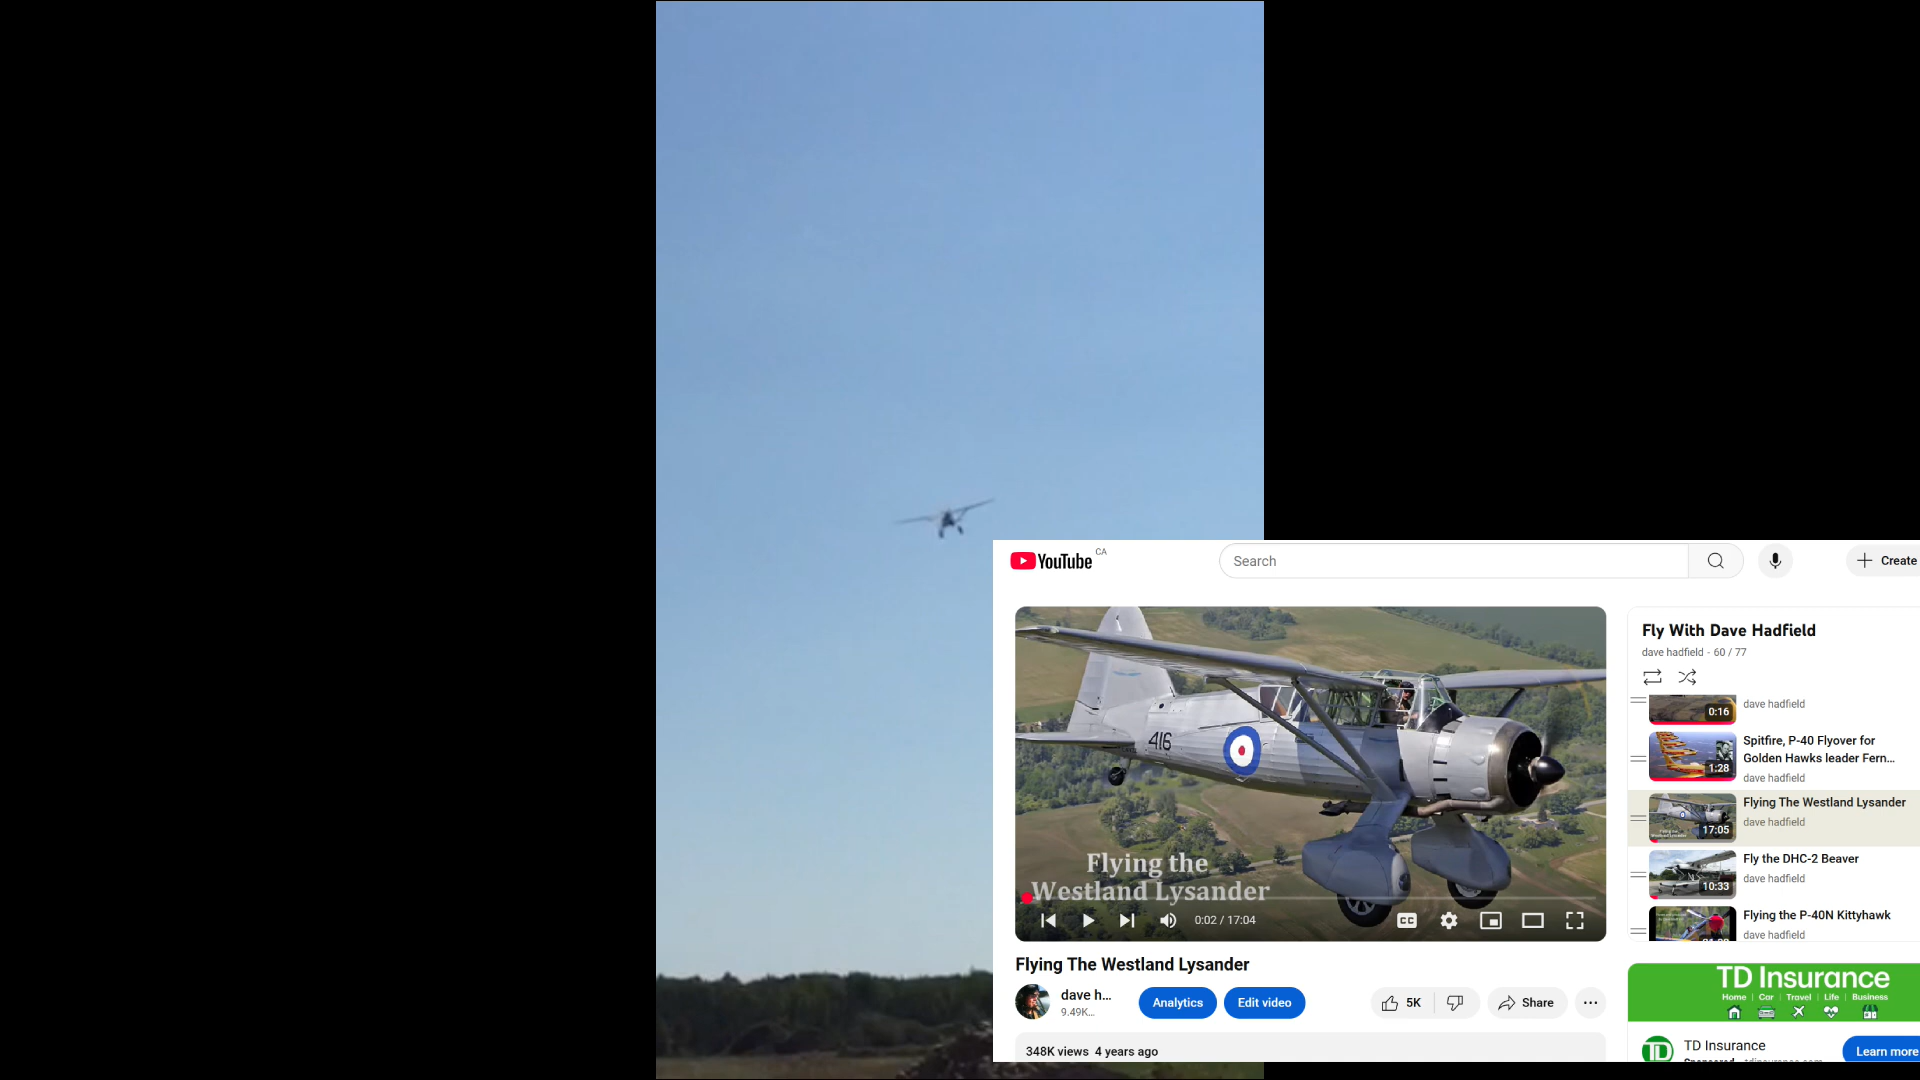 YouTube CA
Search
Create
416
Flying the
Westland Lysander
0:02 / 17:04
CC
Flying The Westland Lysander
dave h...
9.49K...
Analytics
Edit video
5K
Share
348K views 4 years ago
Fly With Dave Hadfield
dave hadfield - 60 / 77
0:16
dave hadfield
1:28
Spitfire, P-40 Flyover for
Golden Hawks leader Fern...
dave hadfield
17:05
Flying The Westland Lysander
dave hadfield
10:33
Fly the DHC-2 Beaver
dave hadfield
Flying the P-40N Kittyhawk
dave hadfield
TD Insurance
Home | Car | Travel | Life | Business
TD
TD Insurance
Learn more